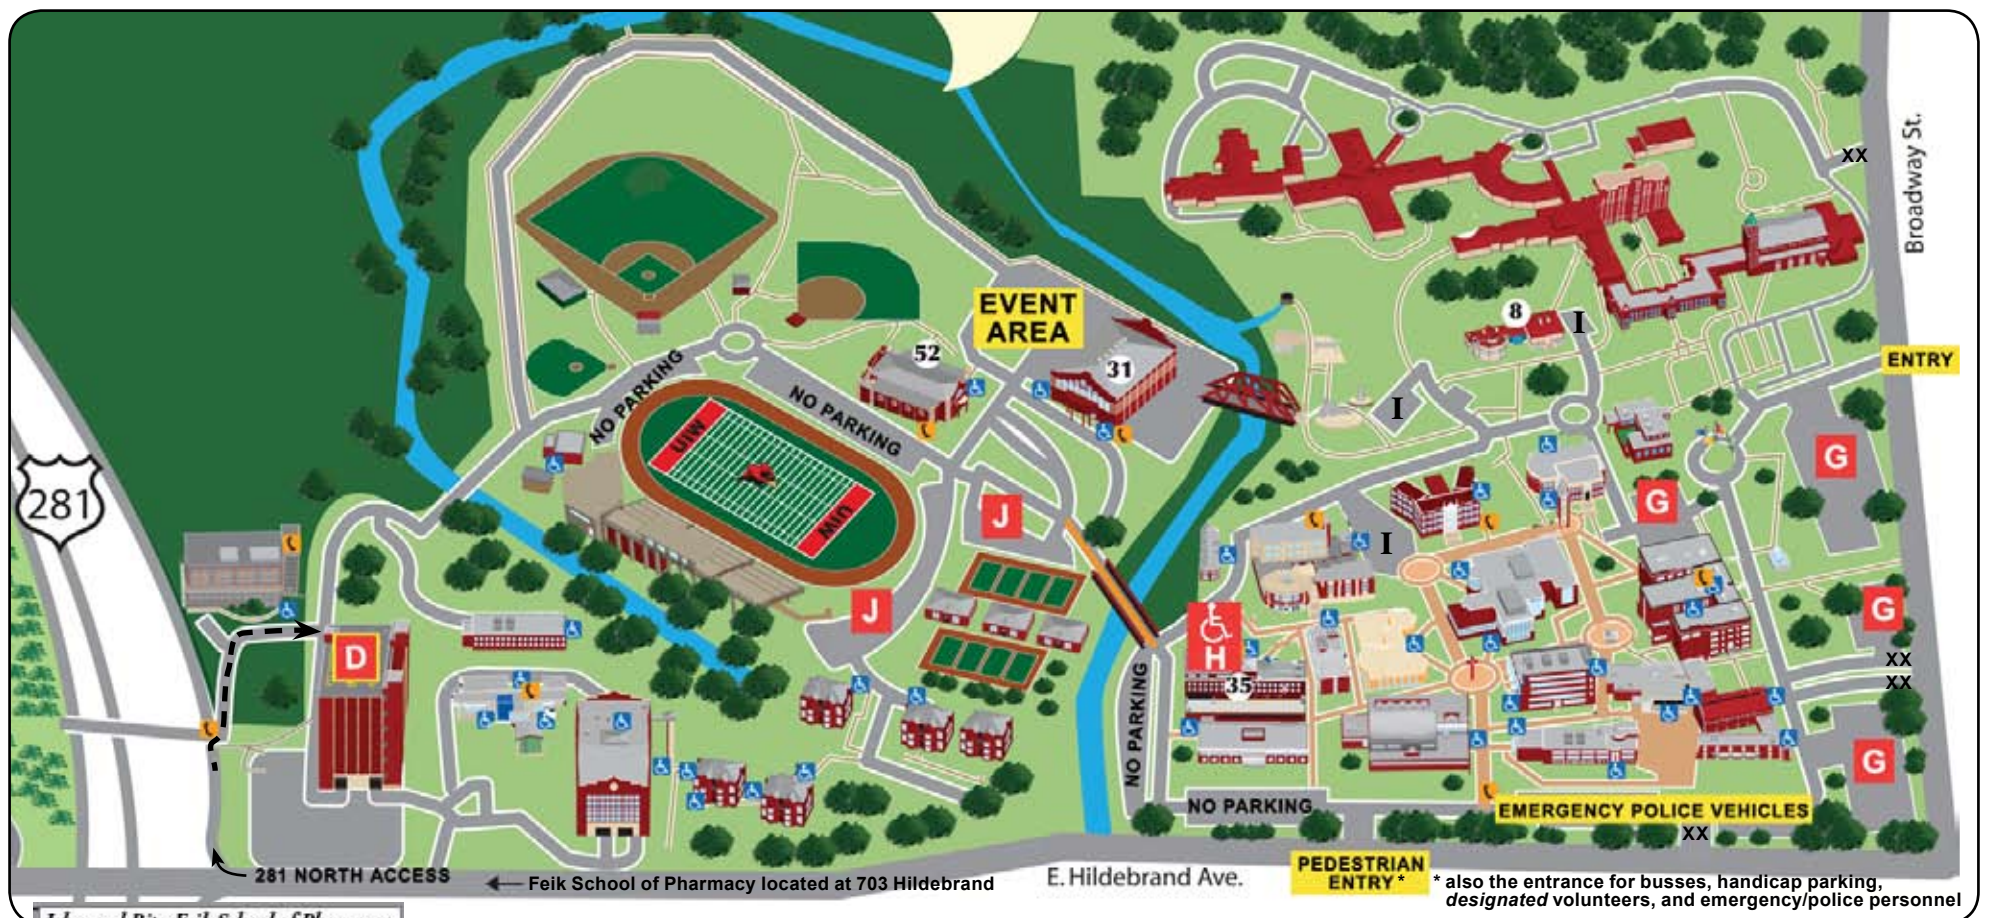 XX
Broadway St.
EVENT
AREA
8
I
52
31
ENTRY
NO PARKING
NO PARKING
UIW
UIW
I
G
281
G
J
I
J
G
H
D
35
XX
XX
NO PARKING
G
NO PARKING
EMERGENCY POLICE VEHICLES
XX
281 NORTH ACCESS
Feik School of Pharmacy located at 703 Hildebrand
E. Hildebrand Ave.
PEDESTRIAN
ENTRY *
* also the entrance for busses, handicap parking,
designated volunteers, and emergency/police personnel